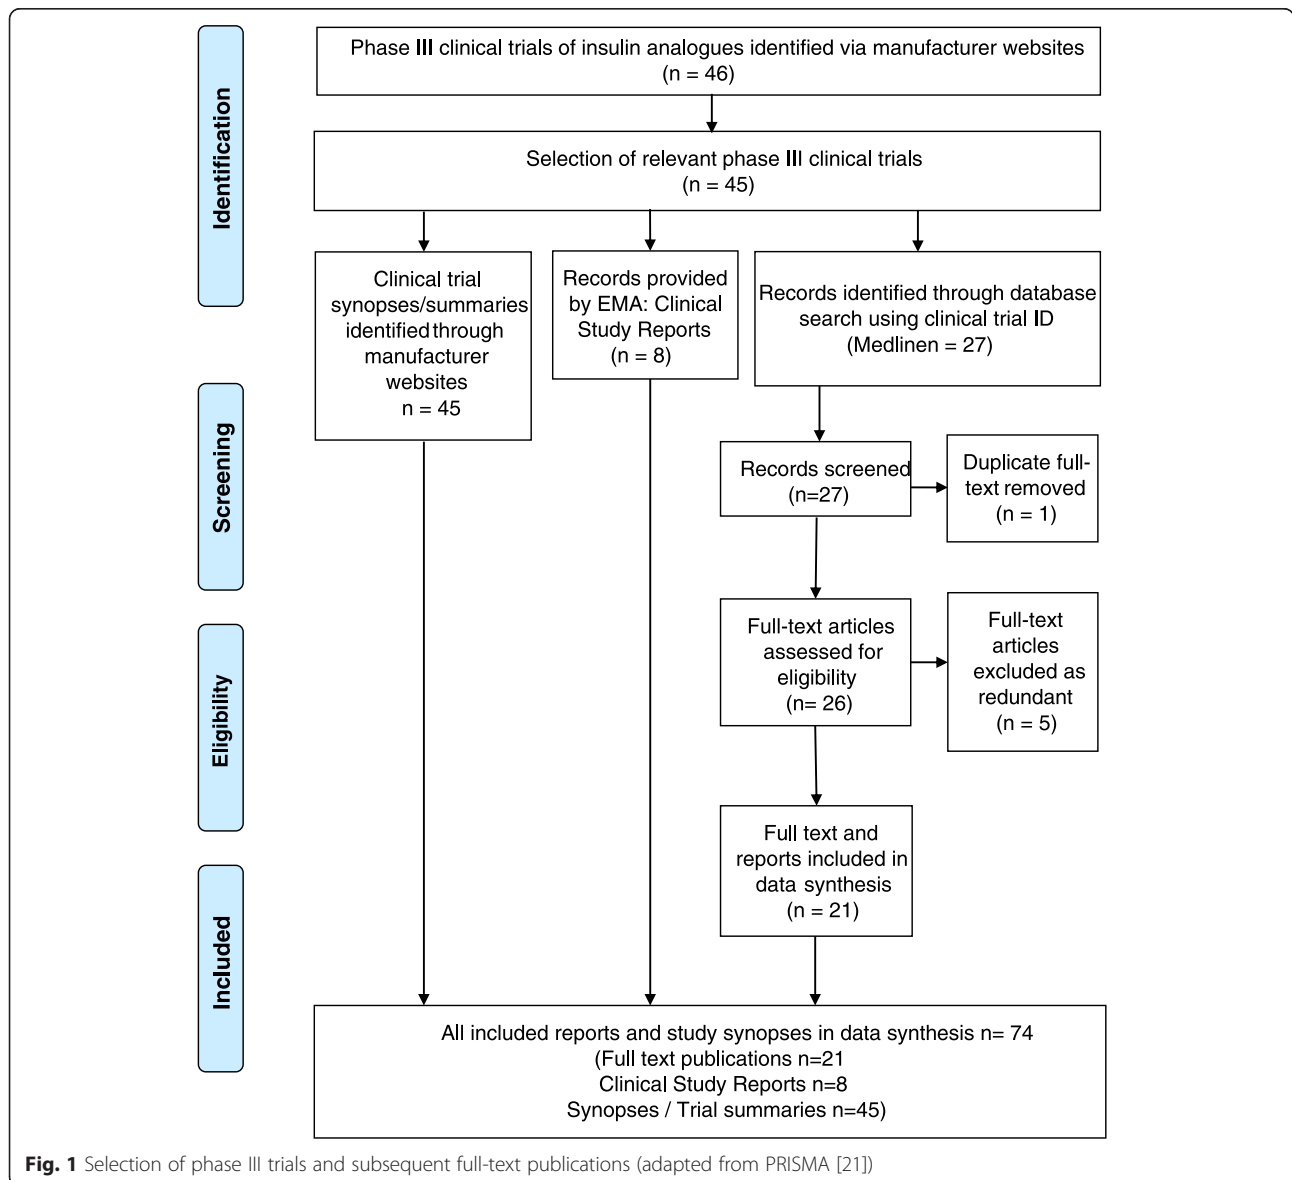 Identification
Phase III clinical trials of insulin analogues identified via manufacturer websites
(n = 46)
Selection of relevant phase III clinical trials
(n = 45)
Clinical trial
synopses/summaries
identified through
manufacturer
websites
n = 45
Records provided
by EMA: Clinical
Study Reports
(n = 8)
Records identified through database
search using clinical trial ID
(Medlinen = 27)
Screening
Records screened
(n=27)
Duplicate full-
text removed
(n = 1)
Eligibility
Full-text articles
assessed for
eligibility
(n= 26)
Full-text
articles
excluded as
redundant
(n = 5)
Included
Full text and
reports included in
data synthesis
(n = 21)
All included reports and study synopses in data synthesis n= 74
(Full text publications n=21
Clinical Study Reports n=8
Synopses / Trial summaries n=45)
Fig. 1 Selection of phase III trials and subsequent full-text publications (adapted from PRISMA [21])